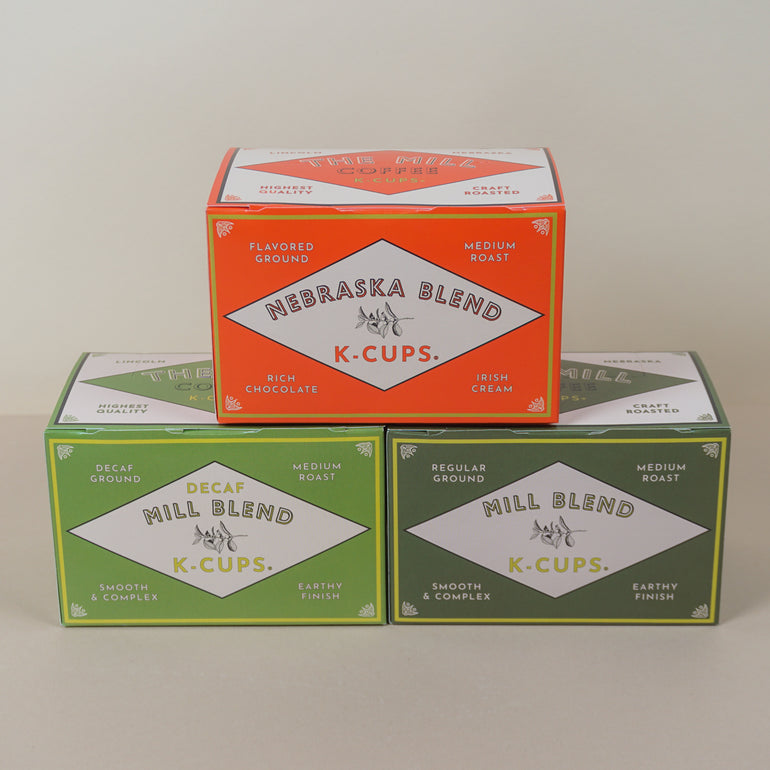 LINCOLN NEBRASKA
THE MILL
COFFEE
K-CUPS.
HIGHEST
QUALITY
CRAFT
ROASTED
FLAVORED
GROUND
MEDIUM
ROAST
NEBRASKA BLEND
K-CUPS.
RICH
CHOCOLATE
IRISH
CREAM
LINCOLN
THE
HIGHEST
QUALITY
DECAF
GROUND
MEDIUM
ROAST
DECAF
MILL BLEND
K-CUPS.
SMOOTH
& COMPLEX
EARTHY
FINISH
NEBRASKA
MILL
CRAFT
ROASTED
REGULAR
GROUND
MEDIUM
ROAST
MILL BLEND
K-CUPS.
SMOOTH
& COMPLEX
EARTHY
FINISH